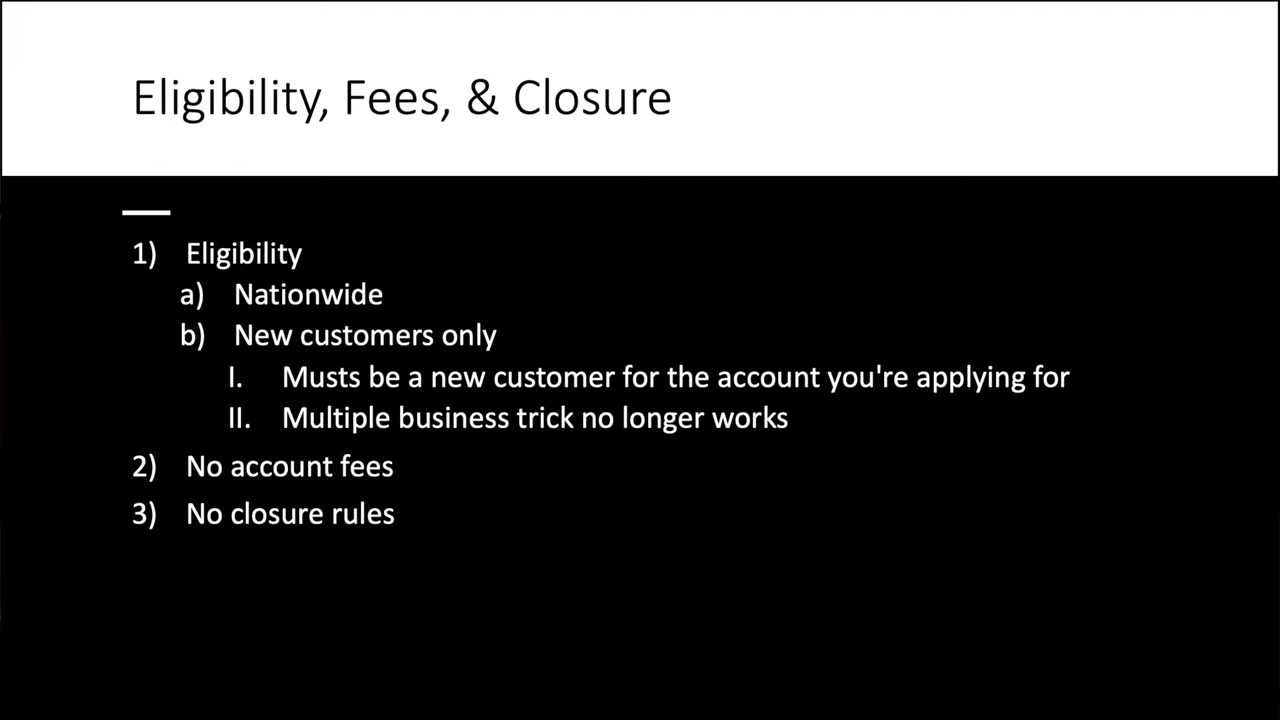 Eligibility, Fees, & Closure
1) Eligibility
a) Nationwide
b) New customers only
I. Musts be a new customer for the account you're applying for
II. Multiple business trick no longer works
2) No account fees
3) No closure rules